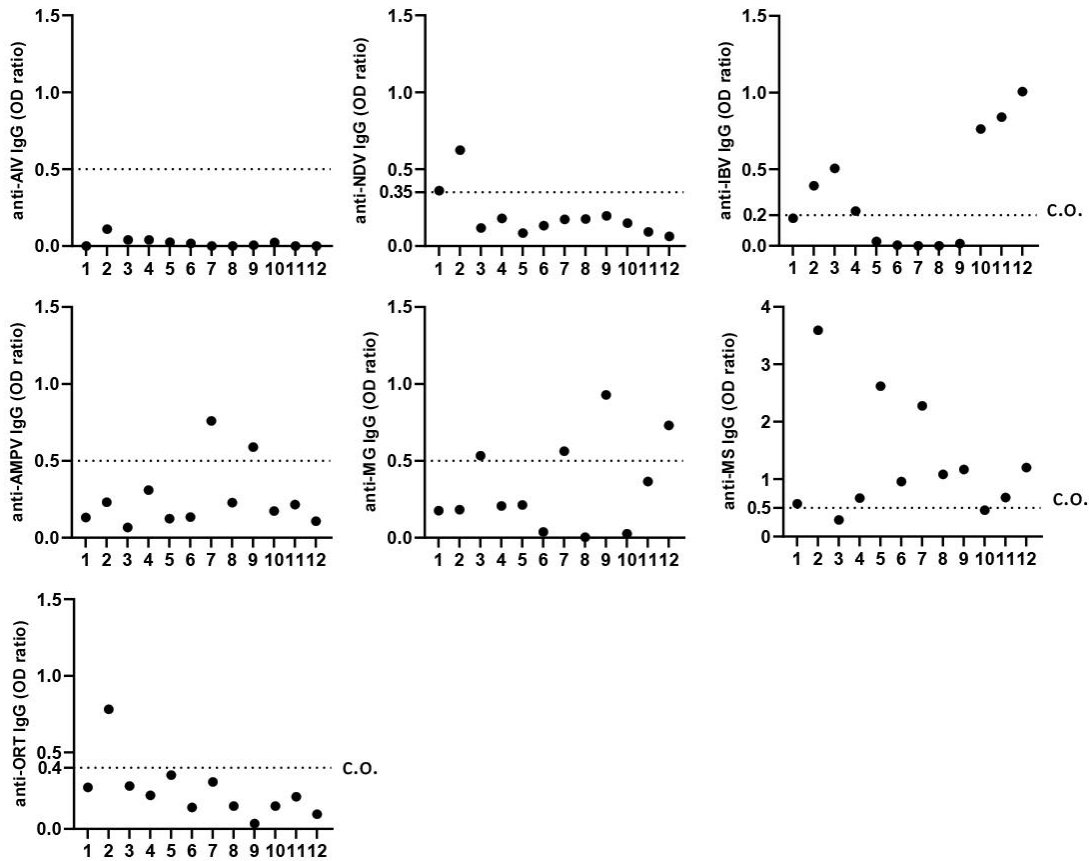 anti-AIV IgG (OD ratio)
1.5
1.0
0.5
0.0
1 2 3 4 5 6 7 8 9 10 11 12
anti-NDV IgG (OD ratio)
1.5
1.0
0.5
0.35
0.0
1 2 3 4 5 6 7 8 9 10 11 12
anti-IBV IgG (OD ratio)
1.5
1.0
0.5
0.2
0.0
C.O.
1 2 3 4 5 6 7 8 9 10 11 12
anti-AMPV IgG (OD ratio)
1.5
1.0
0.5
0.0
1 2 3 4 5 6 7 8 9 10 11 12
anti-MG IgG (OD ratio)
1.5
1.0
0.5
0.0
1 2 3 4 5 6 7 8 9 10 11 12
anti-MS IgG (OD ratio)
4
3
2
1
0.5
0
C.O.
1 2 3 4 5 6 7 8 9 10 11 12
anti-ORT IgG (OD ratio)
1.5
1.0
0.5
0.4
0.0
C.O.
1 2 3 4 5 6 7 8 9 10 11 12